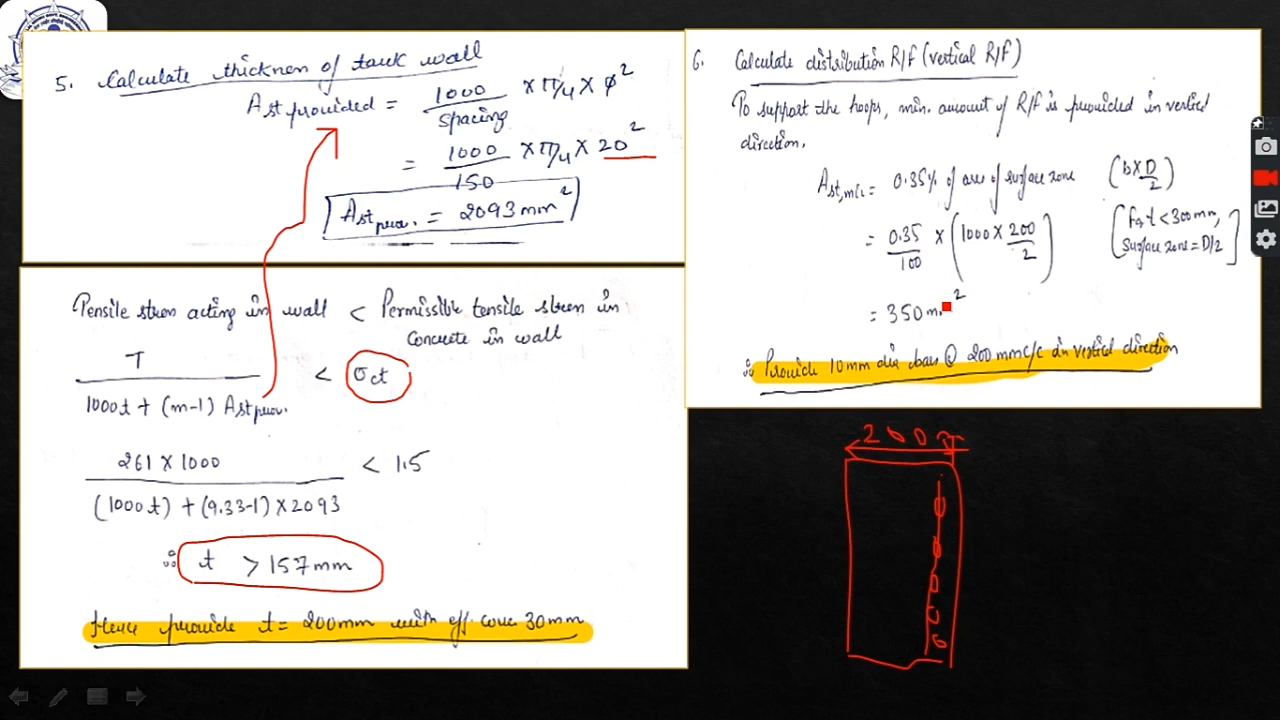 5. Calculate thickness of tank wall
Ast provided = 1000/spacing × π/4 × φ²
= 1000/150 × π/4 × 20²
Ast prov. = 2093 mm²
Tensile stress acting in wall < Permissible tensile stress in
Concrete in wall
T / 1000t + (m-1) Ast prov. < σct
261 × 1000 / (1000t) + (9.33-1) × 2093 < 1.5
∴ t > 157 mm
Hence provide t = 200mm with eff. cover 30mm
6. Calculate distribution R/F (vertical R/F)
To support the hoops, min. amount of R/F is provided in vertical
direction.
Ast,min = 0.35% of area of surface zone (b×D/2)
= 0.35/100 × (1000 × 200/2) [For t < 300mm,
Surface zone = D/2]
= 350 mm²
∴ Provide 10mm dia bars @ 200 mm c/c in vertical direction
200